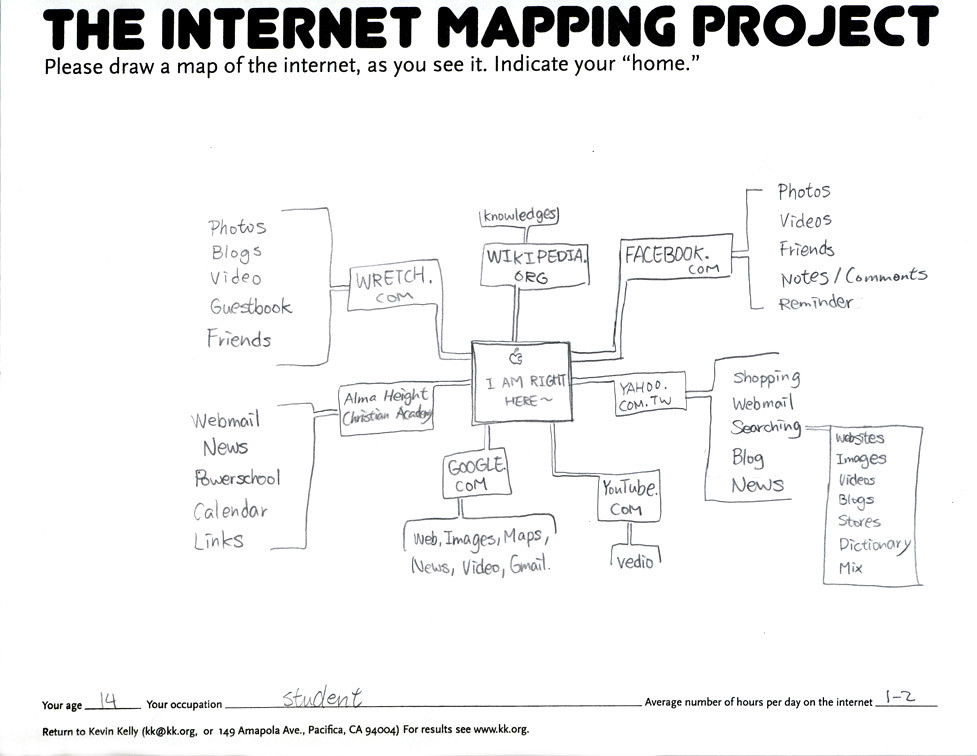 THE INTERNET MAPPING PROJECT
Please draw a map of the internet, as you see it. Indicate your “home.”
Photos
Blogs
Video
Guestbook
Friends
WRETCH.
COM
knowledges
WIKIPEDIA.
ORG
FACEBOOK.
COM
Photos
Videos
Friends
Notes/Comments
Reminder
I AM RIGHT
HERE~
Alma Height
Christian Academy
Webmail
News
Powerschool
Calendar
Links
GOOGLE.
COM
Web, Images, Maps,
News, Video, Gmail.
YouTube.
COM
vedio
YAHOO.
COM.TW
Shopping
Webmail
Searching
Blog
News
Websites
Images
Videos
Blogs
Stores
Dictionary
Mix
Your age 14 Your occupation student Average number of hours per day on the internet 1-2
Return to Kevin Kelly (kk@kk.org, or 149 Amapola Ave., Pacifica, CA 94004) For results see www.kk.org.